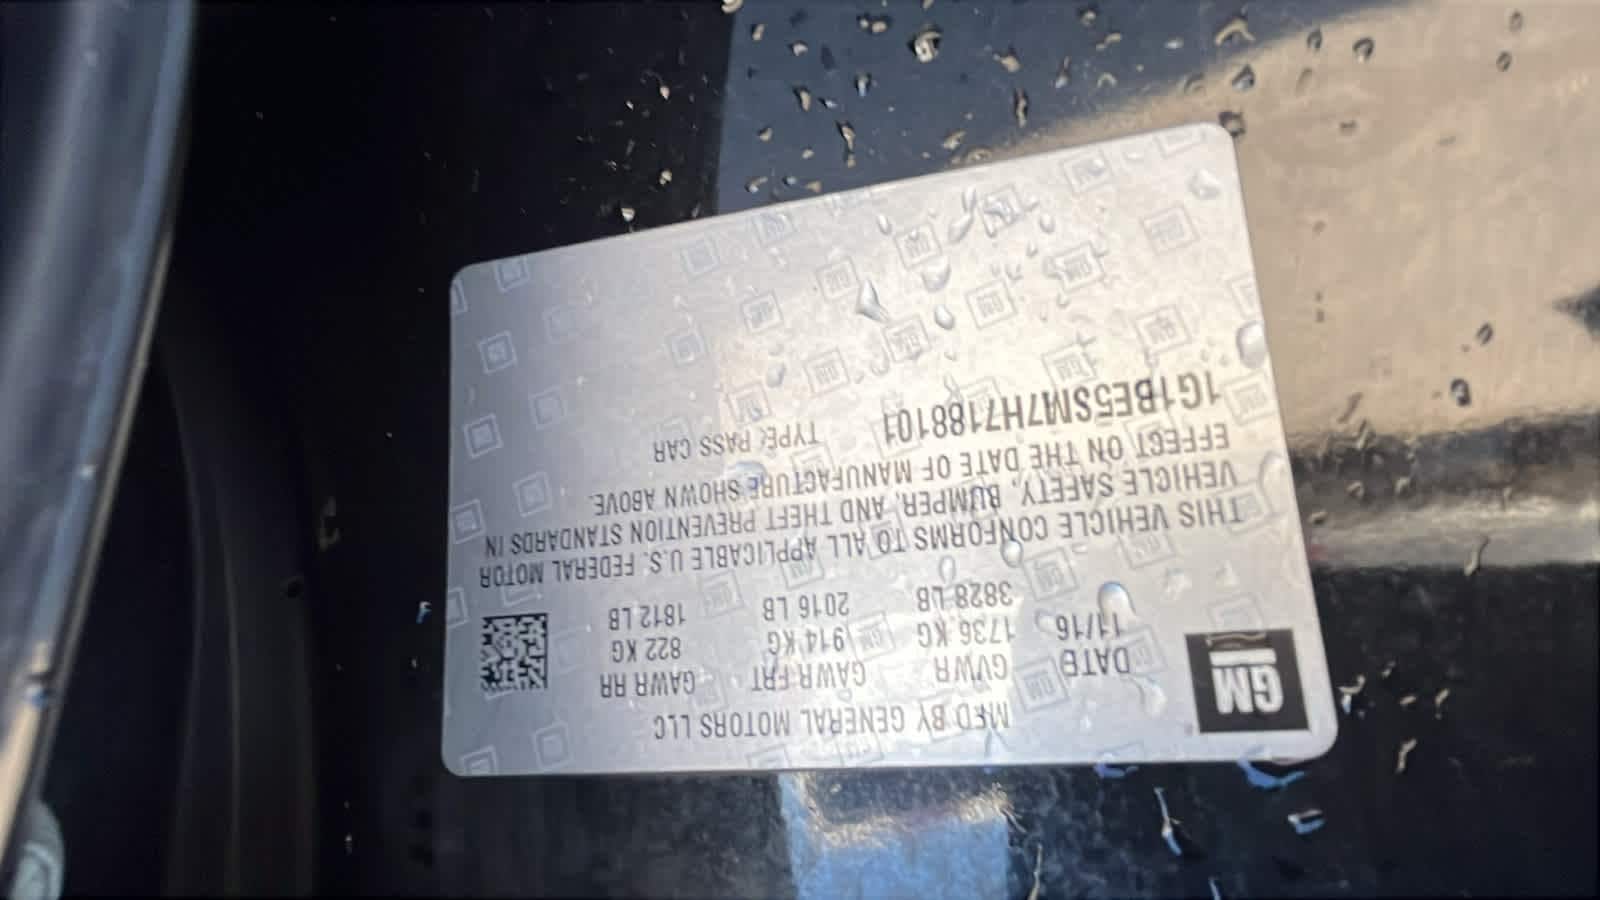 GM
MFD BY GENERAL MOTORS LLC
DATE GVWR GAWR FRT GAWR RR
11/16 1736 KG 914 KG 822 KG
3828 LB 2016 LB 1812 LB
THIS VEHICLE CONFORMS TO ALL APPLICABLE U.S. FEDERAL MOTOR
VEHICLE SAFETY, BUMPER, AND THEFT PREVENTION STANDARDS IN
EFFECT ON THE DATE OF MANUFACTURE SHOWN ABOVE.
1G1BE5SM7H7188101 TYPE: PASS CAR